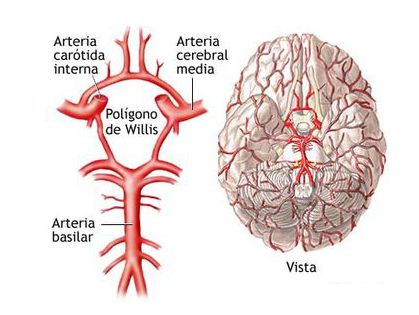 Arteria
carótida
interna
Arteria
cerebral
media
Polígono
de Willis
Arteria
basilar
Vista